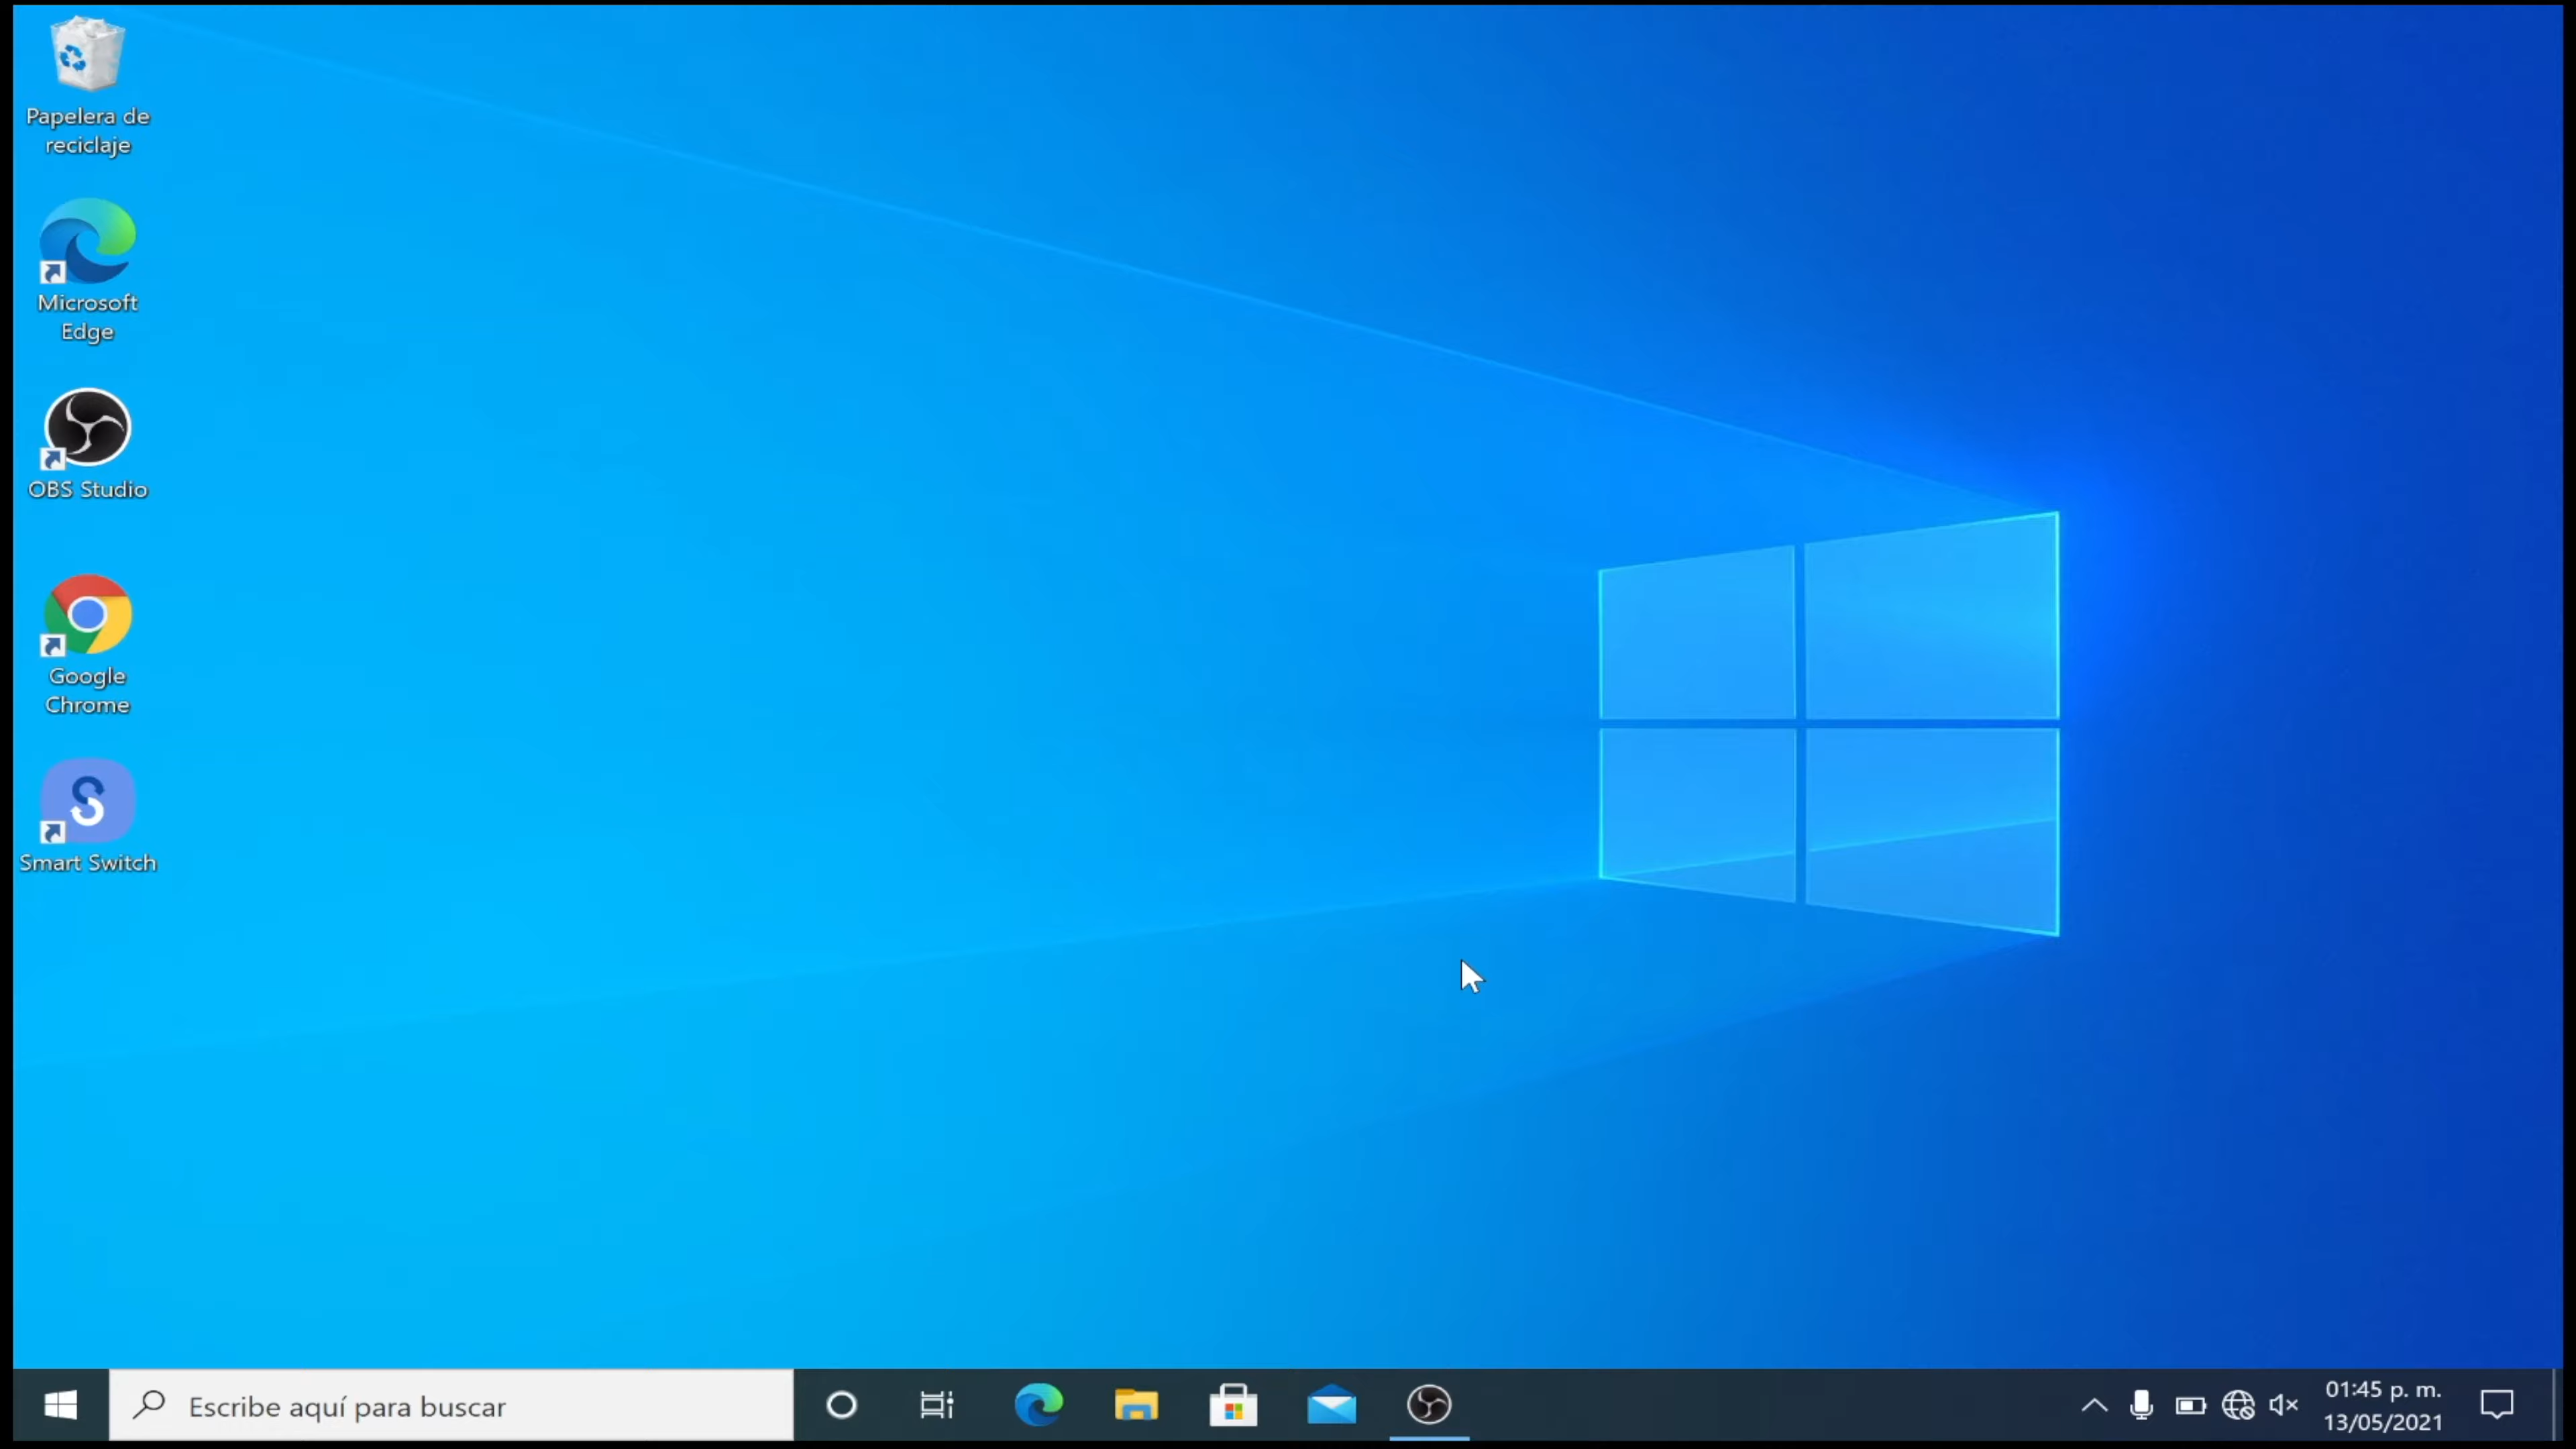 Papelera de
reciclaje
Microsoft
Edge
OBS Studio
Google
Chrome
Smart Switch
Escribe aquí para buscar
01:45 p. m.
13/05/2021